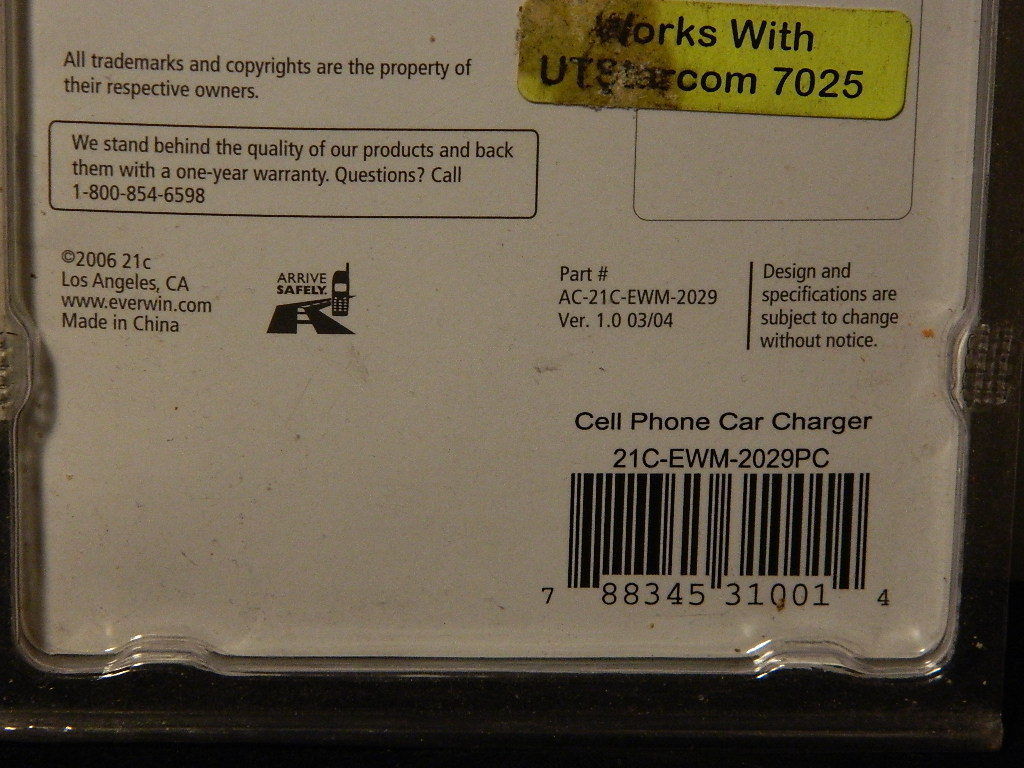 Works With
UTStarcom 7025
All trademarks and copyrights are the property of
their respective owners.
We stand behind the quality of our products and back
them with a one-year warranty. Questions? Call
1-800-854-6598
©2006 21c
Los Angeles, CA
www.everwin.com
Made in China
ARRIVE
SAFELY.
Part #
AC-21C-EWM-2029
Ver. 1.0 03/04
Design and
specifications are
subject to change
without notice.
Cell Phone Car Charger
21C-EWM-2029PC
7 88345 31001 4